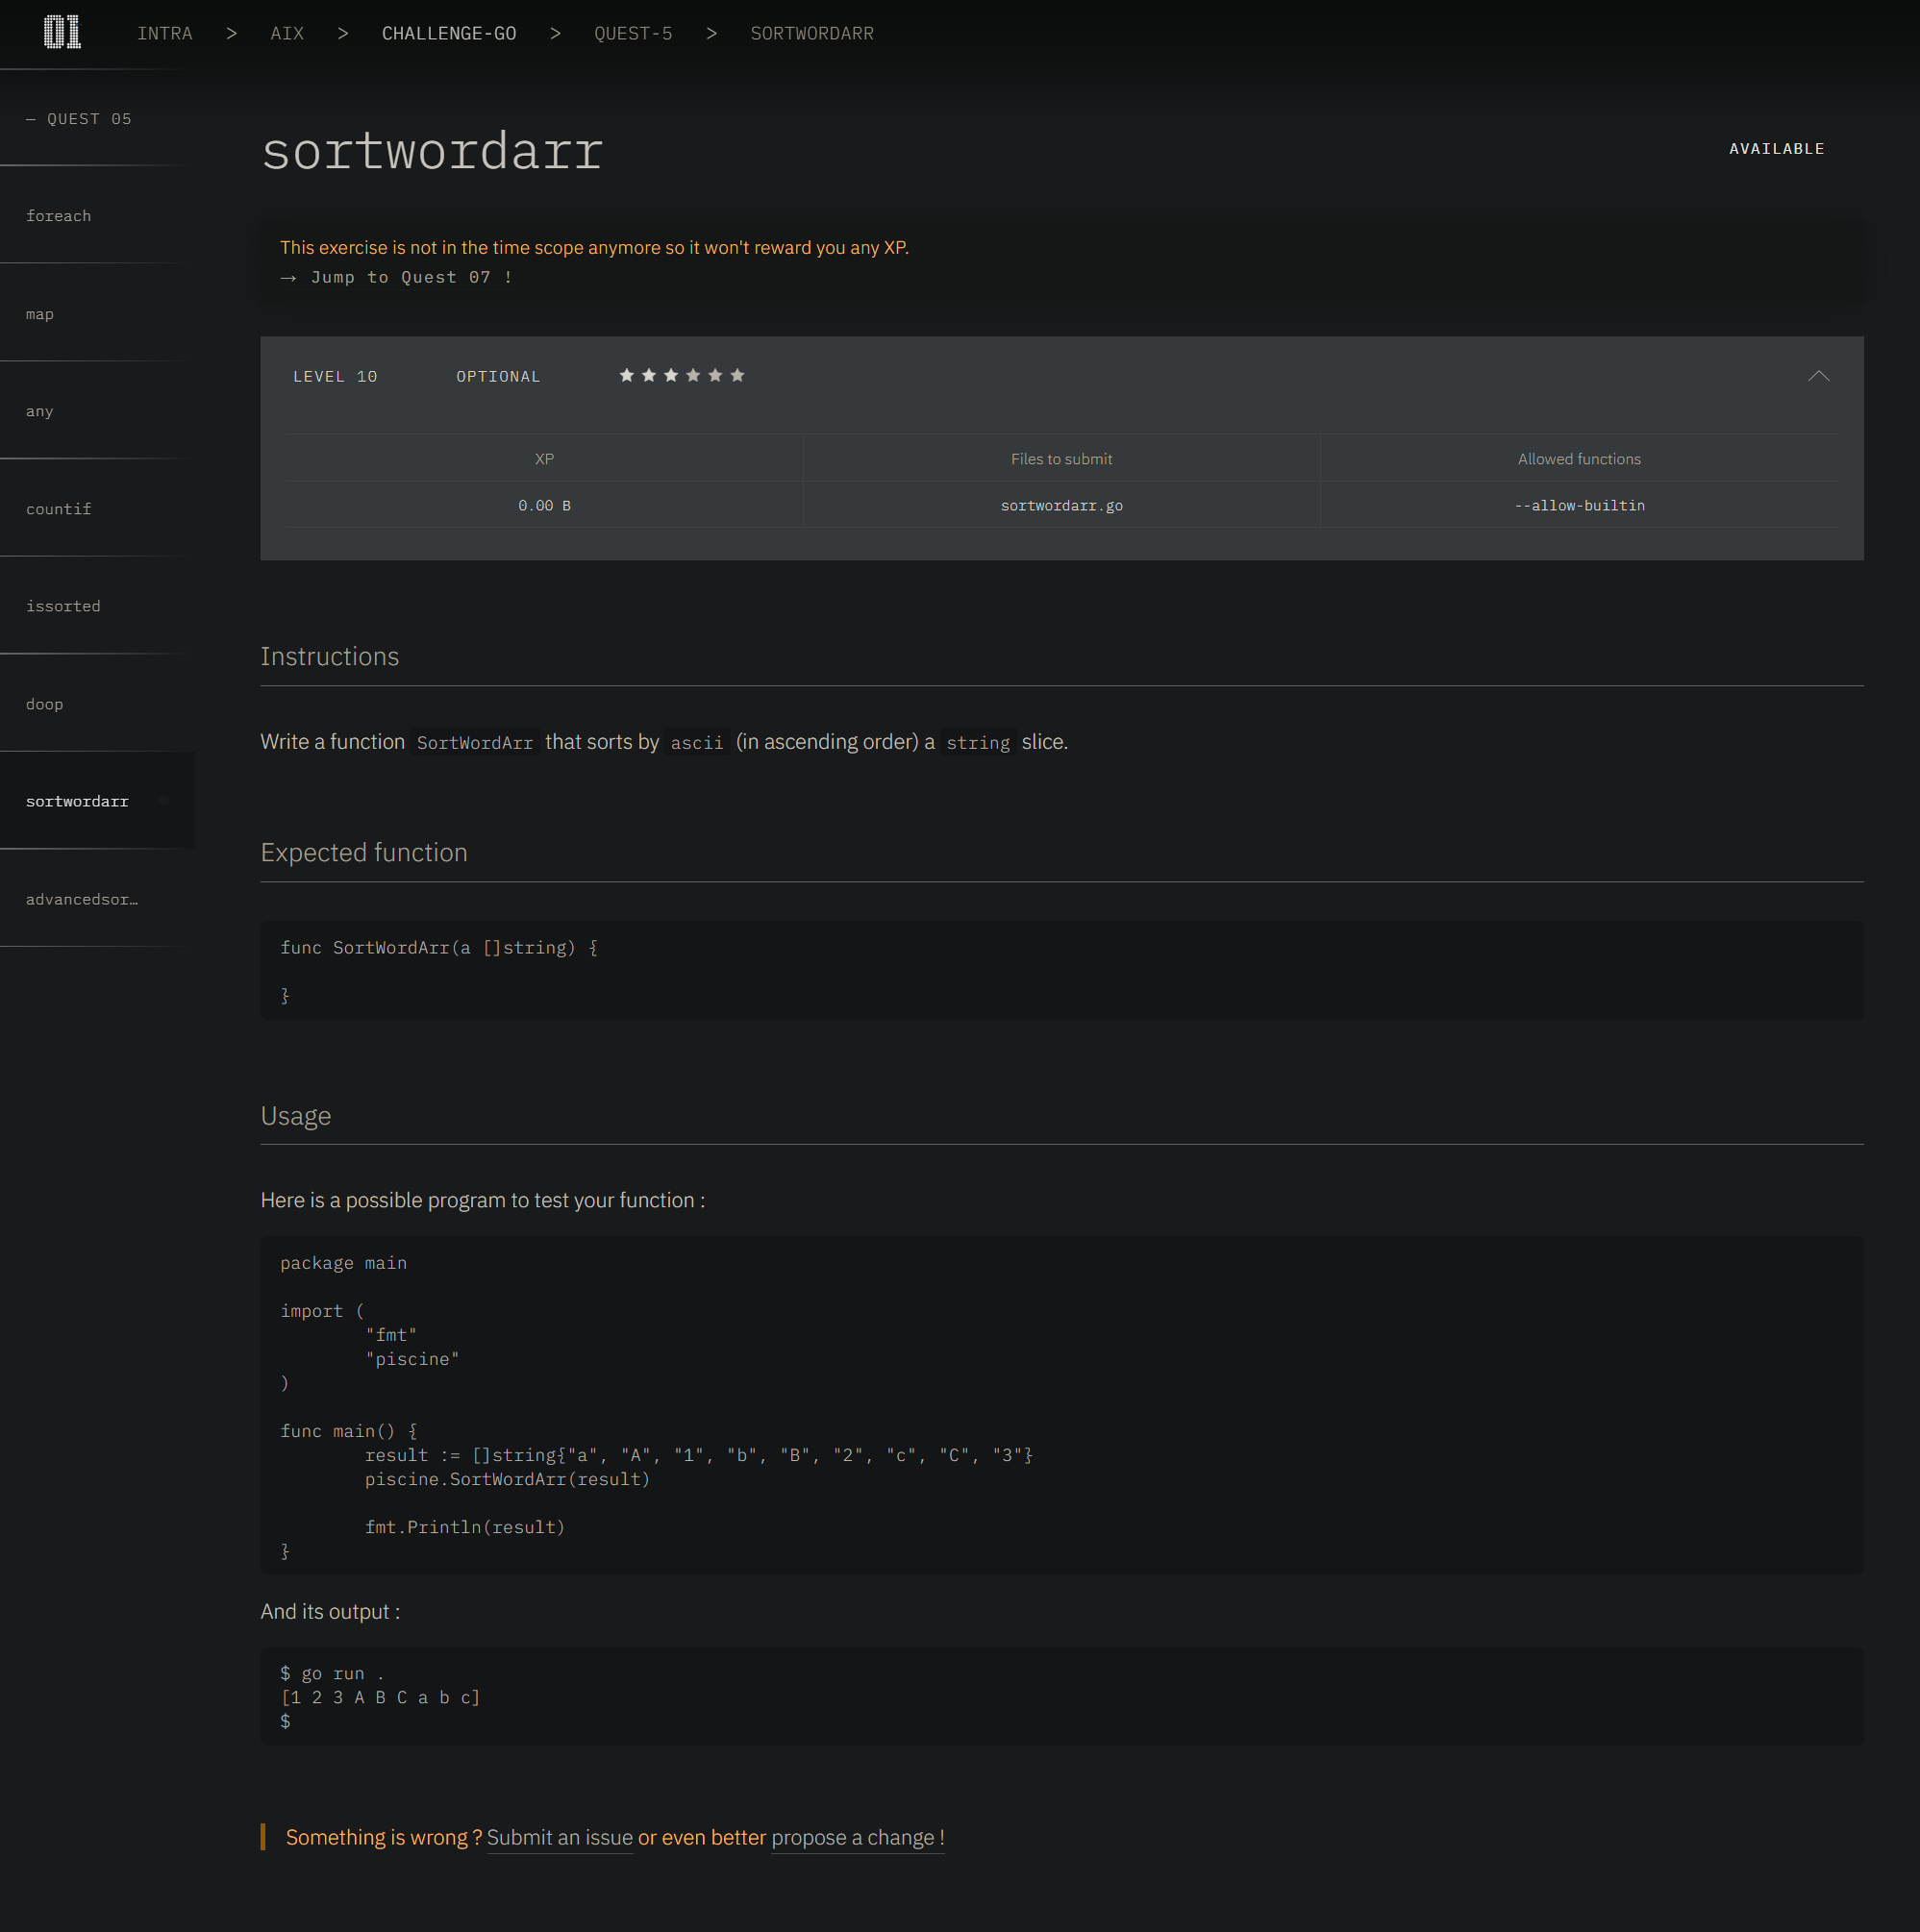 01
INTRA > AIX > CHALLENGE-GO > QUEST-5 > SORTWORDARR
— QUEST 05
foreach
map
any
countif
issorted
doop
sortwordarr
advancedsor…
sortwordarr
AVAILABLE
This exercise is not in the time scope anymore so it won't reward you any XP.
→ Jump to Quest 07 !
LEVEL 10 OPTIONAL
XP Files to submit Allowed functions
0.00 B sortwordarr.go --allow-builtin
Instructions
Write a function SortWordArr that sorts by ascii (in ascending order) a string slice.
Expected function
func SortWordArr(a []string) {
}
Usage
Here is a possible program to test your function :
package main
import (
"fmt"
"piscine"
)
func main() {
result := []string{"a", "A", "1", "b", "B", "2", "c", "C", "3"}
piscine.SortWordArr(result)
fmt.Println(result)
}
And its output :
$ go run .
[1 2 3 A B C a b c]
$
Something is wrong ? Submit an issue or even better propose a change !